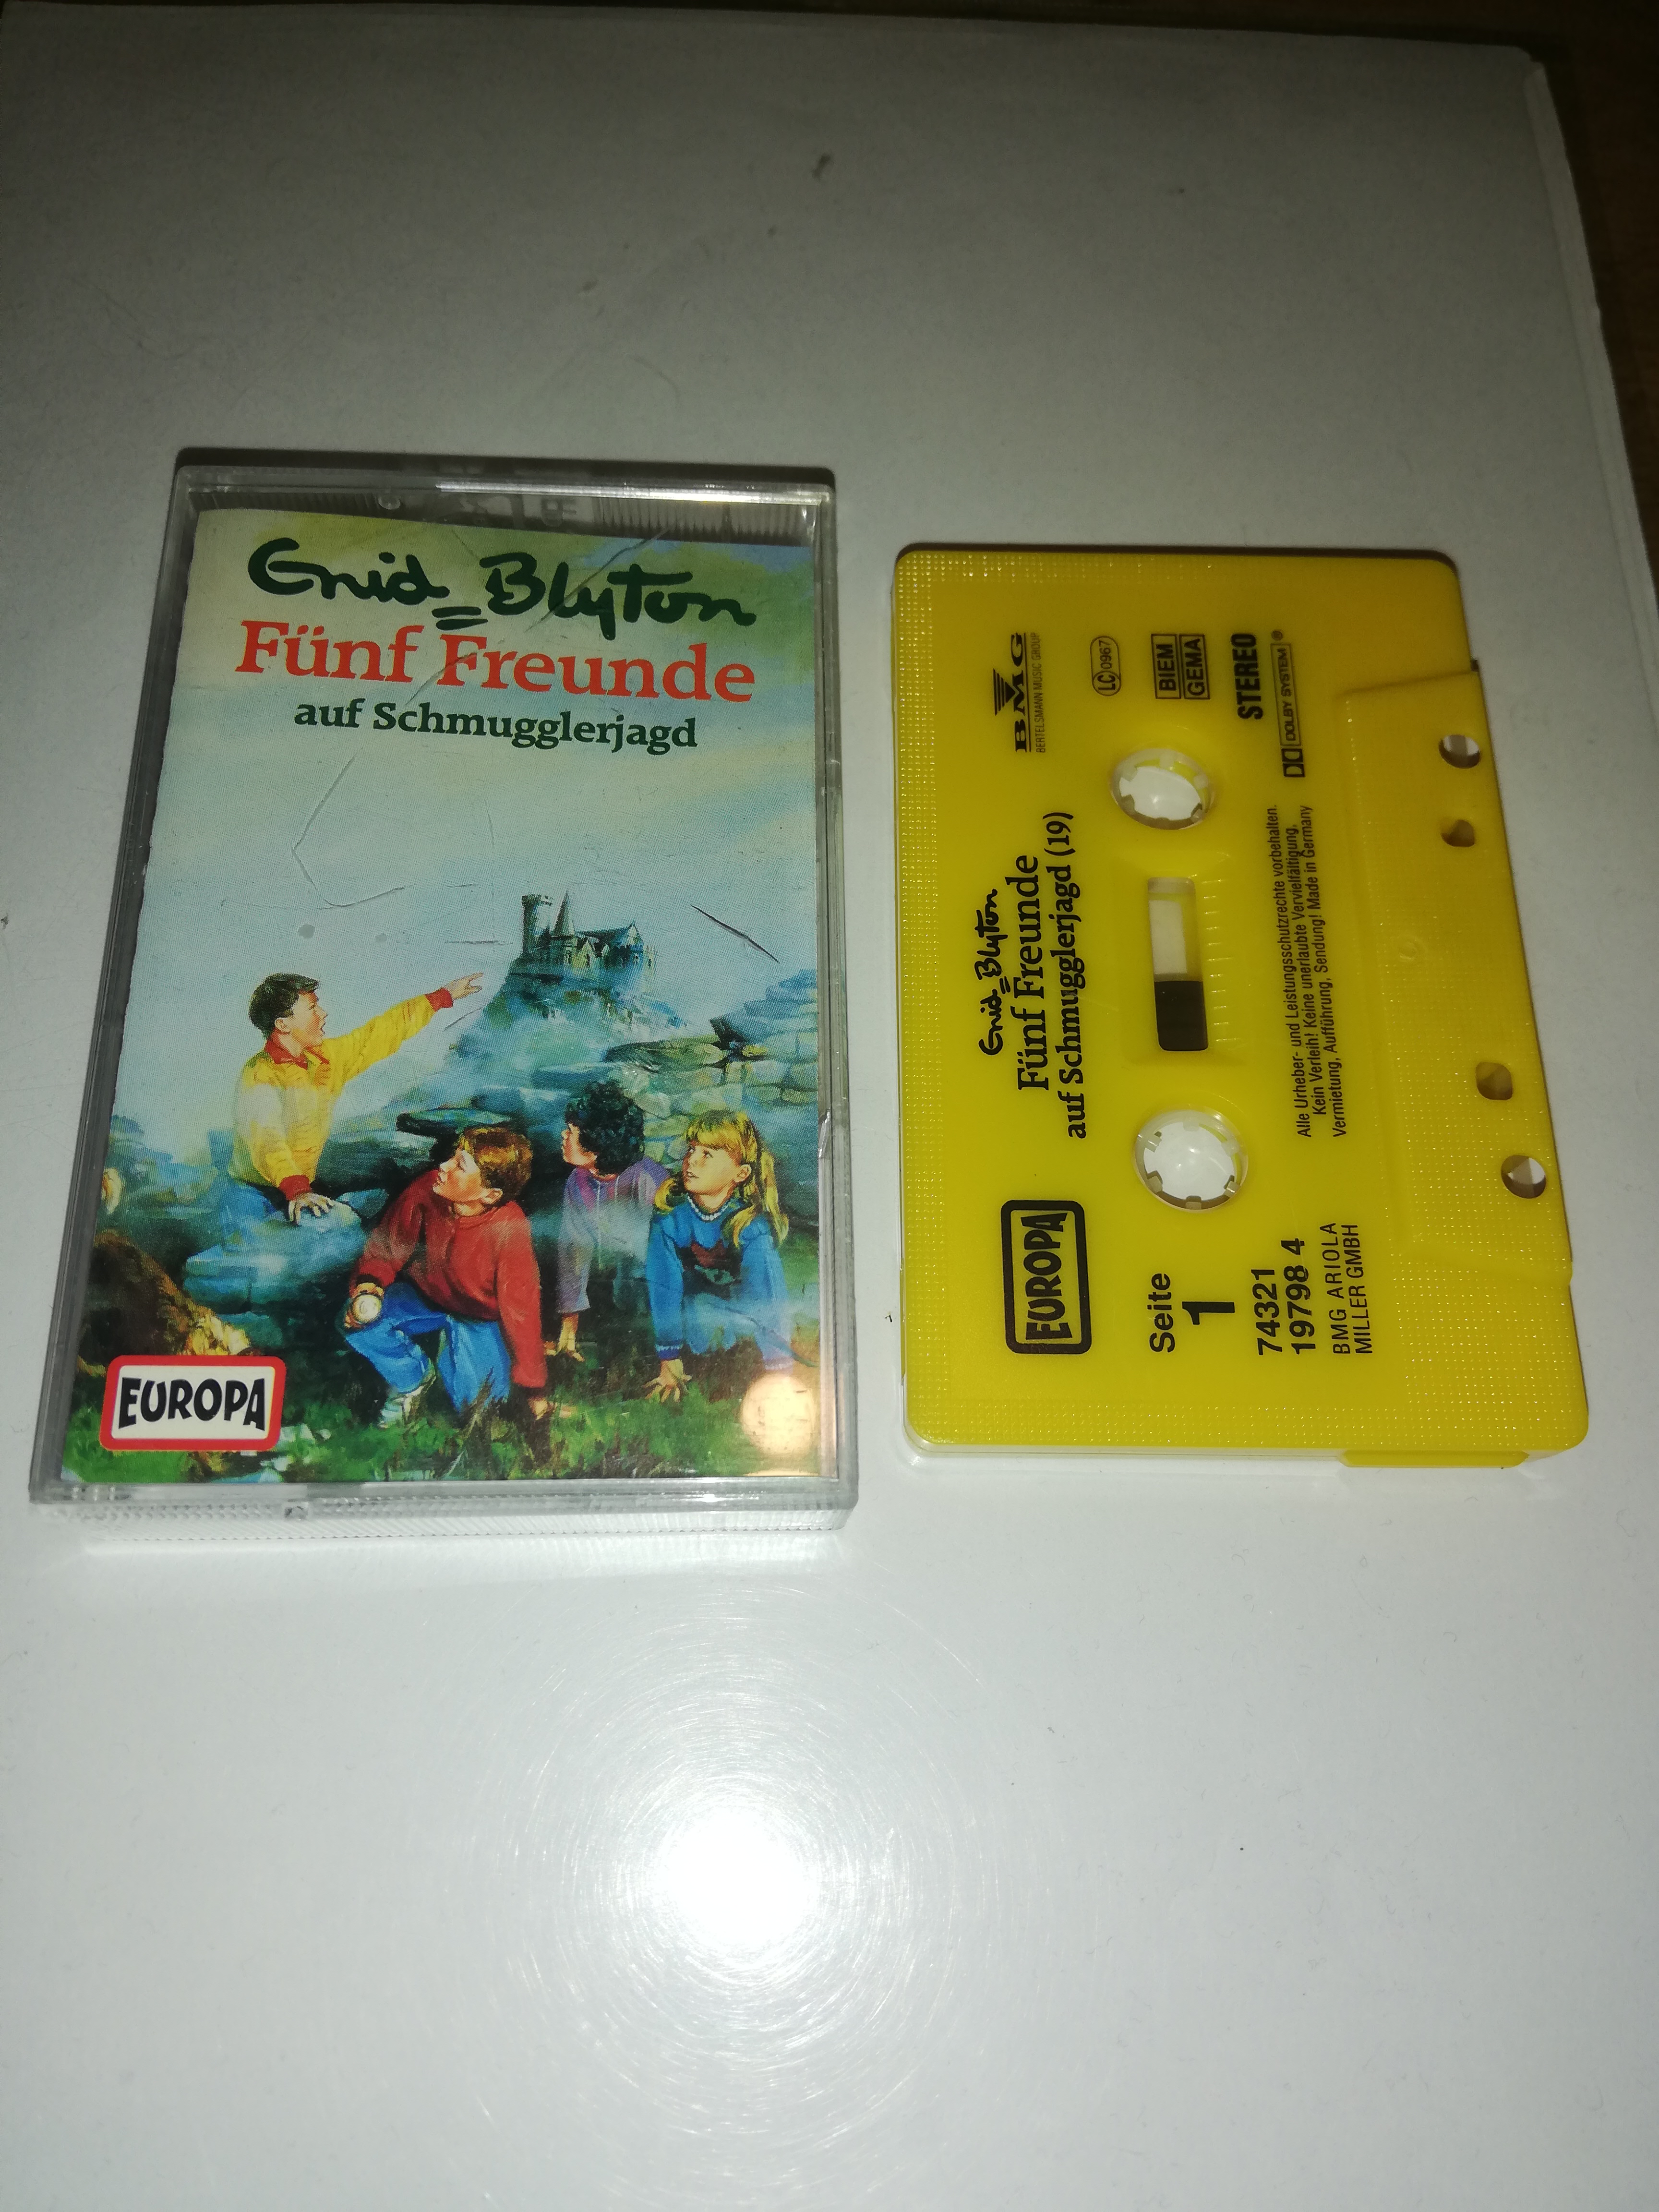 Enid Blyton
Fünf Freunde
auf Schmugglerjagd
EUROPA
Enid Blyton
Fünf Freunde
auf Schmugglerjagd (19)
BMG
BERTELSMANN MUSIC GROUP
LC 0967
BIEM
GEMA
STEREO
DOLBY SYSTEM®
EUROPA
Seite
1
74321
19798 4
BMG ARIOLA
MILLER GMBH
Alle Urheber- und Leistungsschutzrechte vorbehalten.
Kein Verleih! Keine unerlaubte Vervielfältigung,
Vermietung, Aufführung, Sendung! Made in Germany